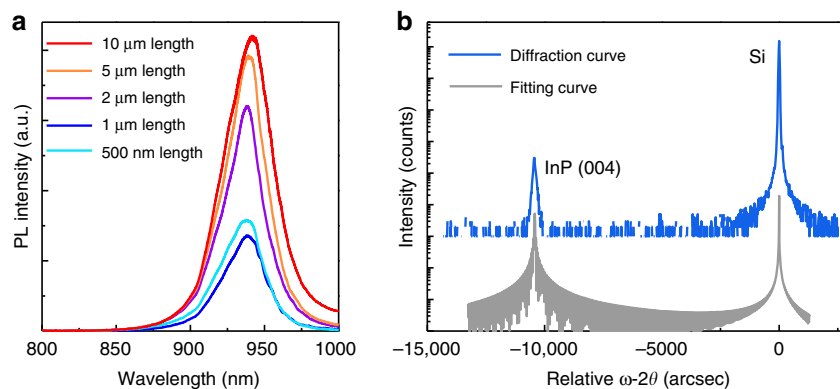 a
10 μm length
5 μm length
2 μm length
1 μm length
500 nm length
PL intensity (a.u.)
800
900
950
1000
Wavelength (nm)
b
Diffraction curve
Fitting curve
Si
InP (004)
Intensity (counts)
−15,000
−10,000
−5000
0
Relative ω-2θ (arcsec)